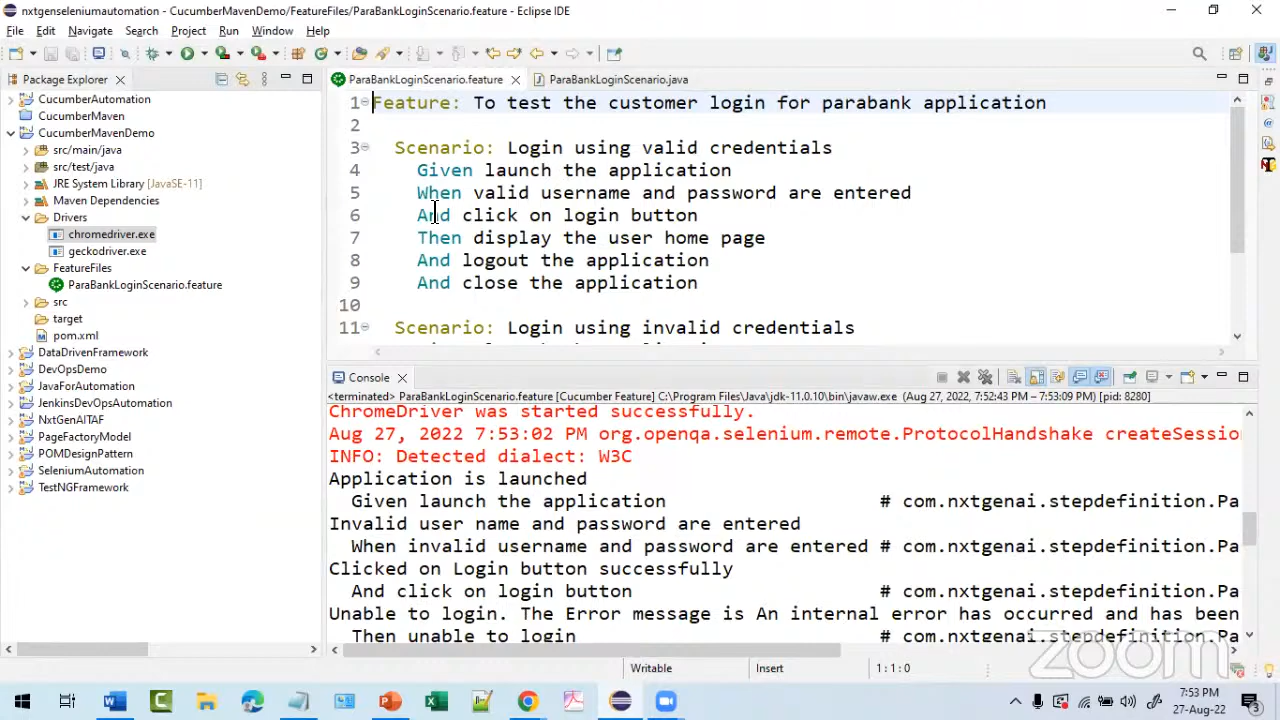 nxtgenseleniumautomation - CucumberMavenDemo/FeatureFiles/ParaBankLoginScenario.feature - Eclipse IDE
File Edit Navigate Search Project Run Window Help
Package Explorer
CucumberAutomation
CucumberMaven
CucumberMavenDemo
src/main/java
src/test/java
JRE System Library [JavaSE-11]
Maven Dependencies
Drivers
chromedriver.exe
geckodriver.exe
FeatureFiles
ParaBankLoginScenario.feature
src
target
pom.xml
DataDrivenFramework
DevOpsDemo
JavaForAutomation
JenkinsDevOpsAutomation
NxtGenAITAF
PageFactoryModel
POMDesignPattern
SeleniumAutomation
TestNGFramework
ParaBankLoginScenario.feature ParaBankLoginScenario.java
1 Feature: To test the customer login for parabank application
2
3 Scenario: Login using valid credentials
4 Given launch the application
5 When valid username and password are entered
6 And click on login button
7 Then display the user home page
8 And logout the application
9 And close the application
10
11 Scenario: Login using invalid credentials
Console
<terminated> ParaBankLoginScenario.feature [Cucumber Feature] C:\Program Files\Java\jdk-11.0.10\bin\javaw.exe (Aug 27, 2022, 7:52:43 PM – 7:53:09 PM) [pid: 8280]
ChromeDriver was started successfully.
Aug 27, 2022 7:53:02 PM org.openqa.selenium.remote.ProtocolHandshake createSessio
INFO: Detected dialect: W3C
Application is launched
Given launch the application # com.nxtgenai.stepdefinition.Pa
Invalid user name and password are entered
When invalid username and password are entered # com.nxtgenai.stepdefinition.Pa
Clicked on Login button successfully
And click on login button # com.nxtgenai.stepdefinition.Pa
Unable to login. The Error message is An internal error has occurred and has been
Then unable to login # com.nxtgenai.stepdefinition.Pa
Writable Insert 1:1:0
zoom
7:53 PM
27-Aug-22
3